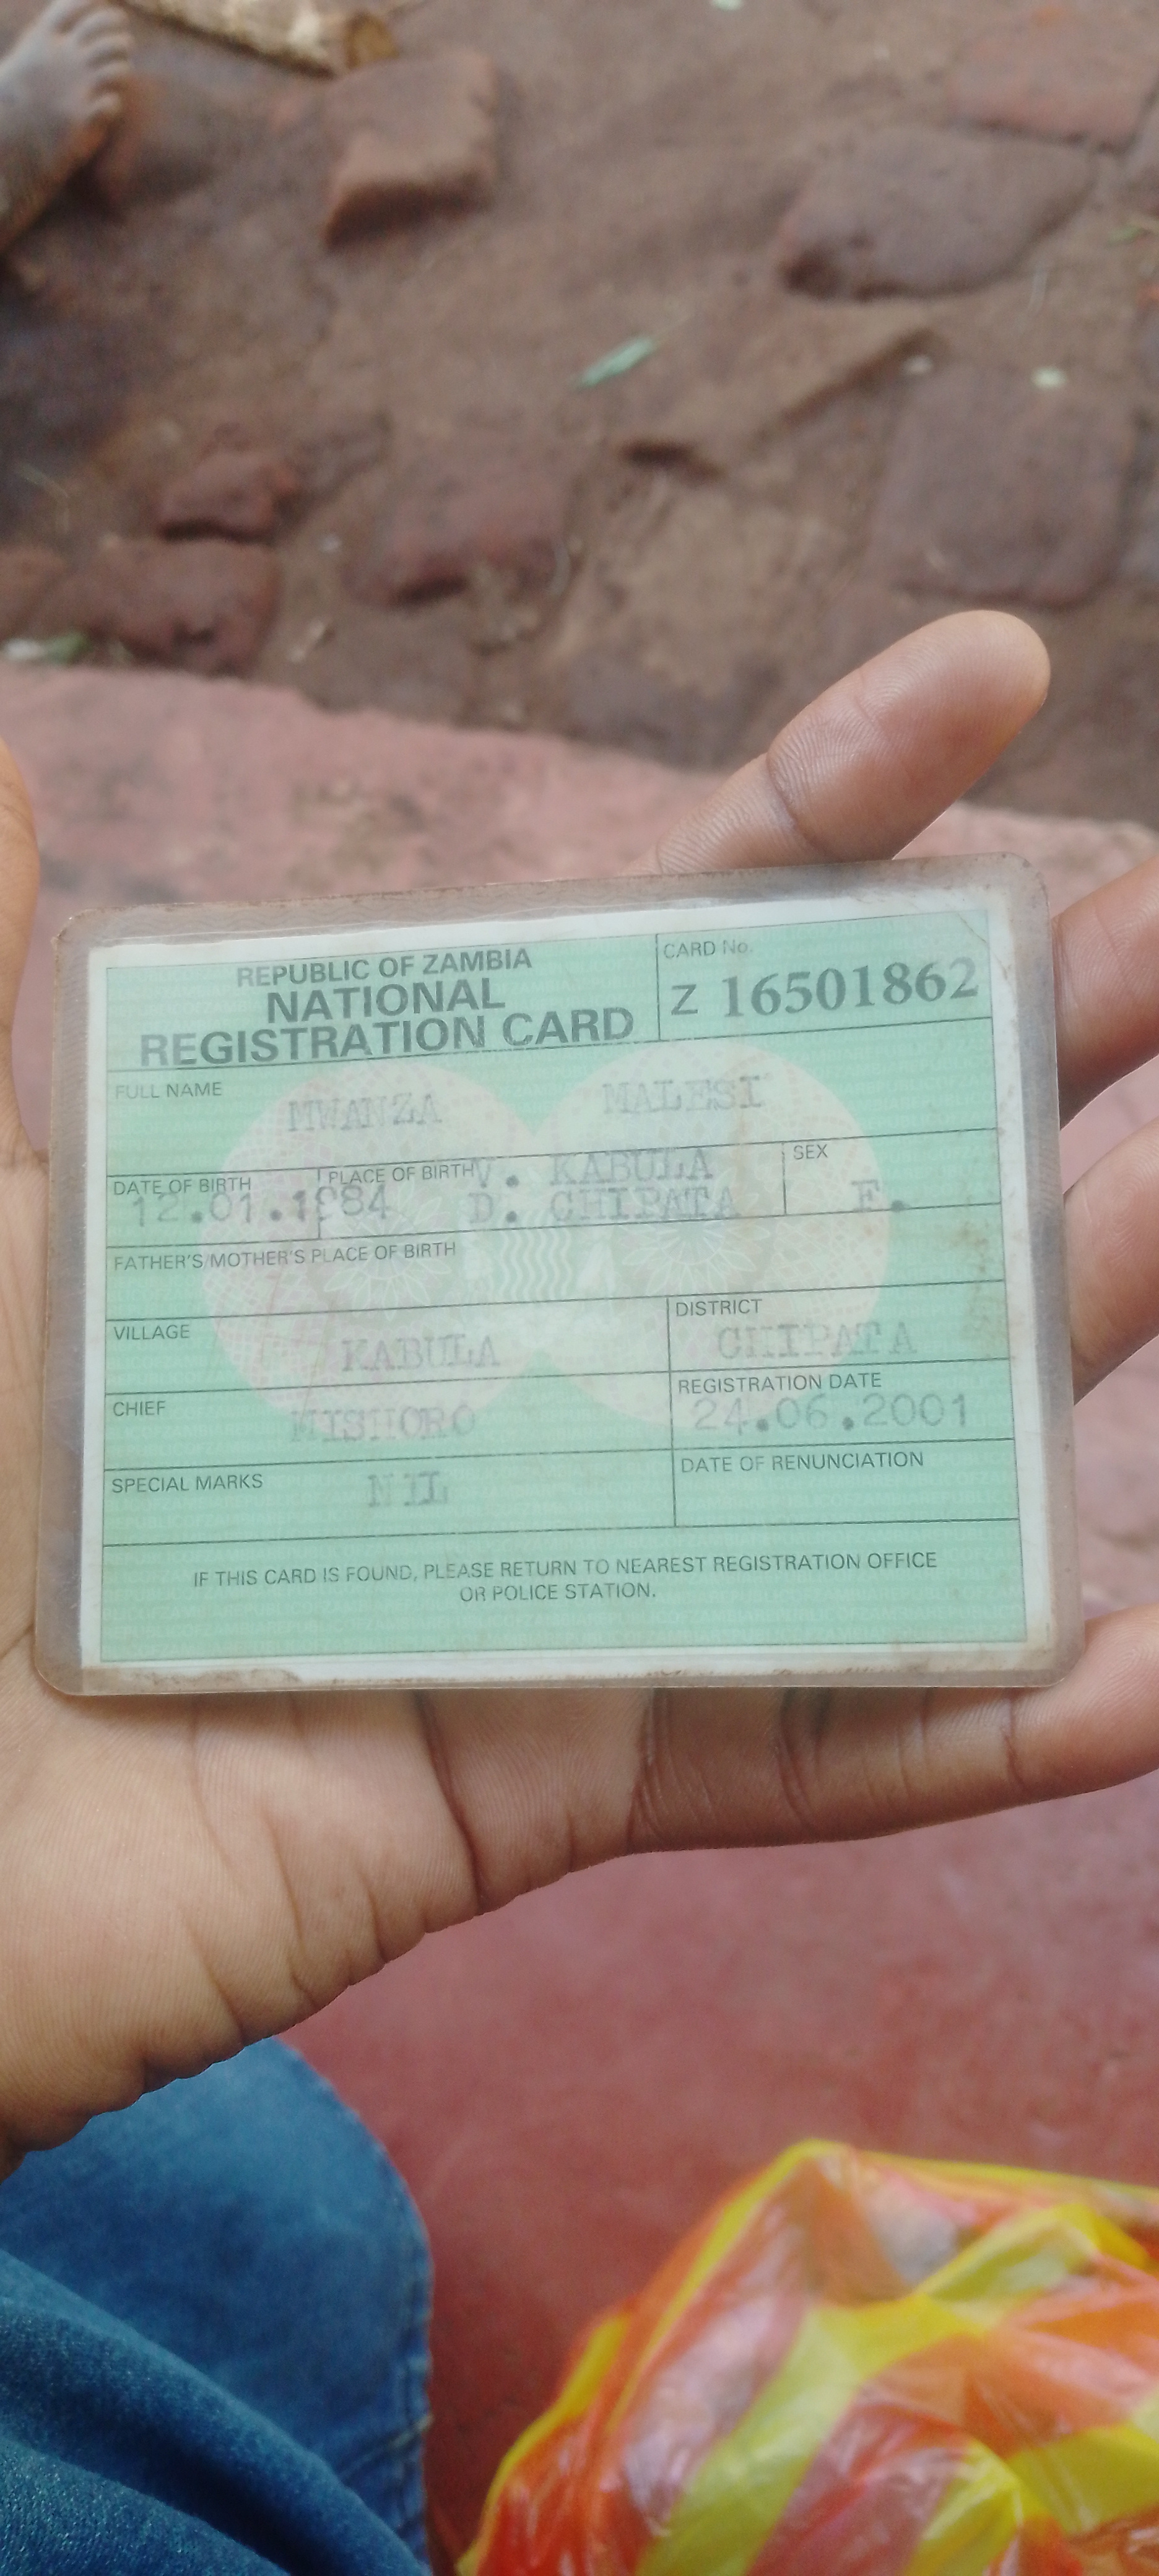 REPUBLIC OF ZAMBIA
NATIONAL
REGISTRATION CARD
CARD No.
Z 16501862
FULL NAME
MWANZA MALESI
DATE OF BIRTH
12.01.1984
PLACE OF BIRTH
V. KABULA
D. CHIPATA
SEX
F.
FATHER'S/MOTHER'S PLACE OF BIRTH
VILLAGE
KABULA
DISTRICT
CHIPATA
CHIEF
MISHORO
REGISTRATION DATE
24.06.2001
SPECIAL MARKS
NIL
DATE OF RENUNCIATION
IF THIS CARD IS FOUND, PLEASE RETURN TO NEAREST REGISTRATION OFFICE
OR POLICE STATION.